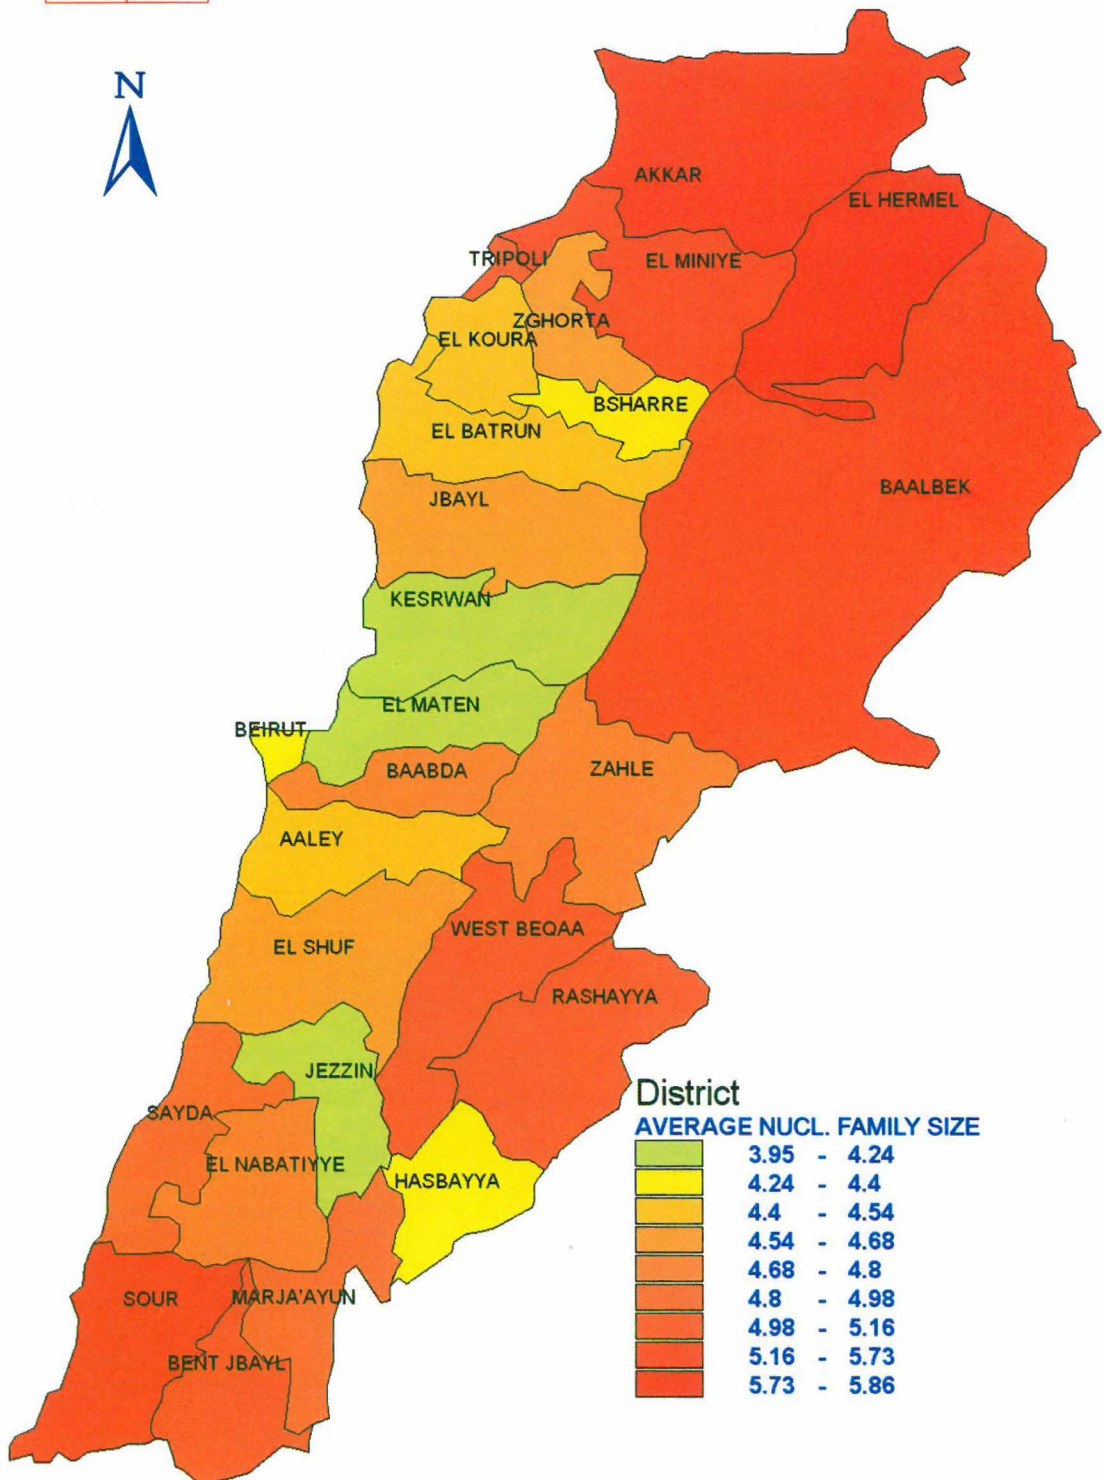 N
AKKAR
EL HERMEL
TRIPOLI
EL MINIYE
ZGHORTA
EL KOURA
BSHARRE
EL BATRUN
BAALBEK
JBAYL
KESRWAN
EL MATEN
BEIRUT
BAABDA
ZAHLE
AALEY
WEST BEQAA
EL SHUF
RASHAYYA
JEZZIN
SAYDA
EL NABATIYYE
HASBAYYA
SOUR
MARJA'AYUN
BENT JBAYL
District
AVERAGE NUCL. FAMILY SIZE
3.95 - 4.24
4.24 - 4.4
4.4 - 4.54
4.54 - 4.68
4.68 - 4.8
4.8 - 4.98
4.98 - 5.16
5.16 - 5.73
5.73 - 5.86